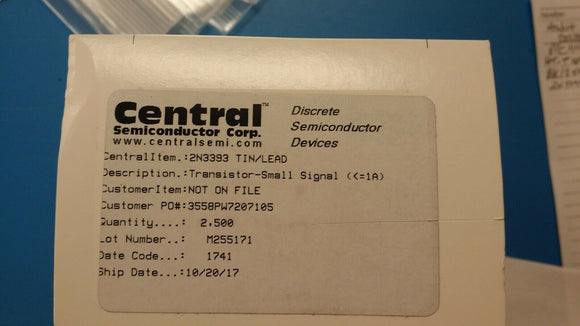 Central™
Semiconductor Corp.
www.centralsemi.com
Discrete
Semiconductor
Devices
CentralItem.:2N3393 TIN/LEAD
Description.:Transistor-Small Signal (<=1A)
CustomerItem:NOT ON FILE
Customer PO#:3558PW7207105
Quantity....: 2,500
Lot Number..: M255171
Date Code...: 1741
Ship Date...:10/20/17